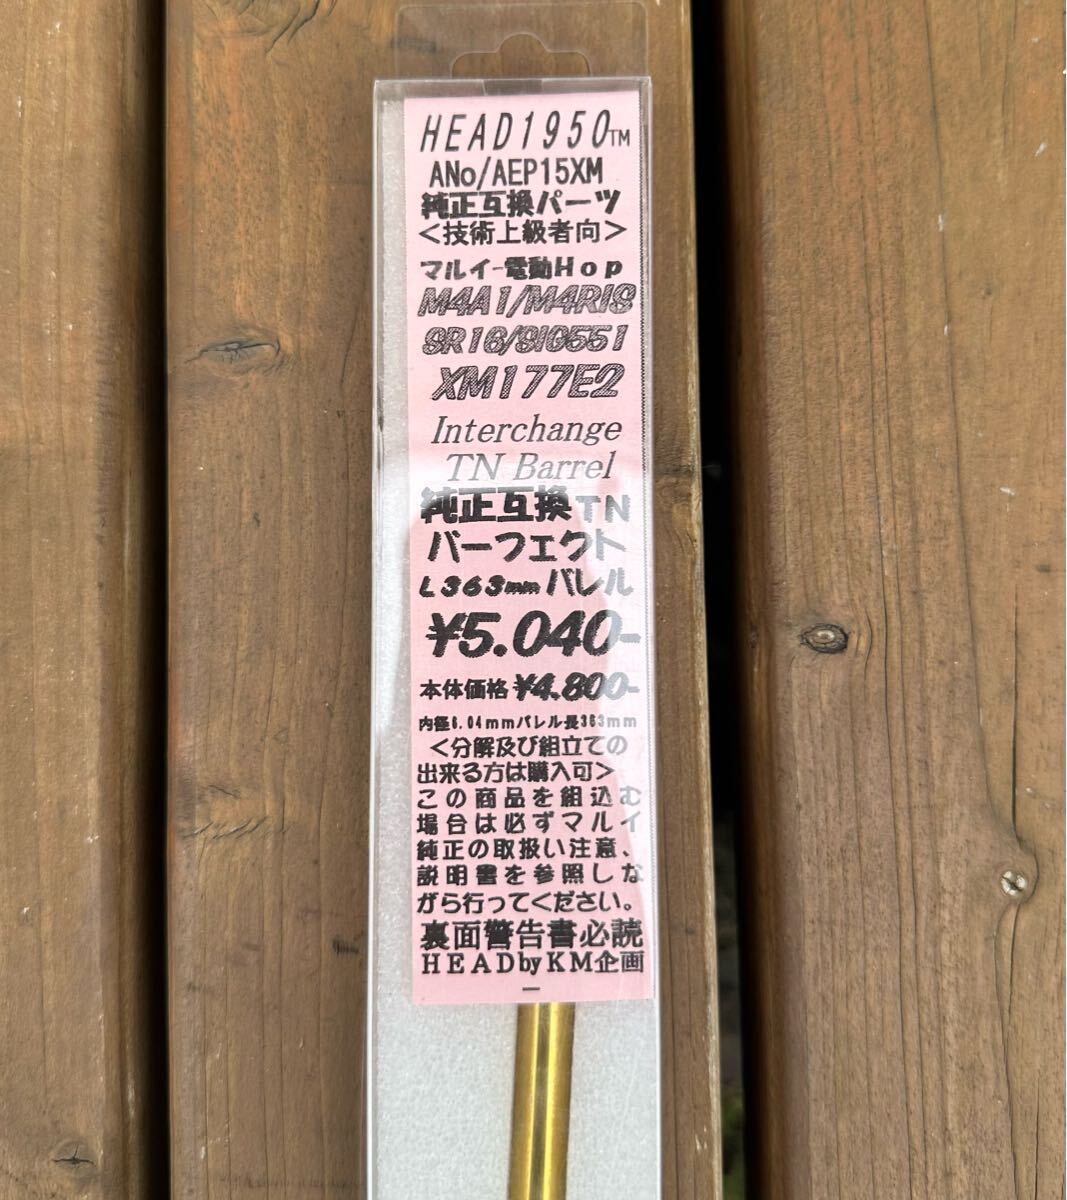 HEAD1950TM
ANo/AEP15XM
純正互換パーツ
＜技術上級者向＞
マルイ-電動Hop
M4A1/M4RIS
SR16/SIG551
XM177E2
Interchange
TN Barrel
純正互換TN
パーフェクト
L363mmバレル
¥5.040-
本体価格¥4.800-
内径6.04mmバレル長363mm
＜分解及び組立ての
出来る方は購入可＞
この商品を組込む
場合は必ずマルイ
純正の取扱い注意、
説明書を参照しな
がら行ってください。
裏面警告書必読
HEADbyKM企画